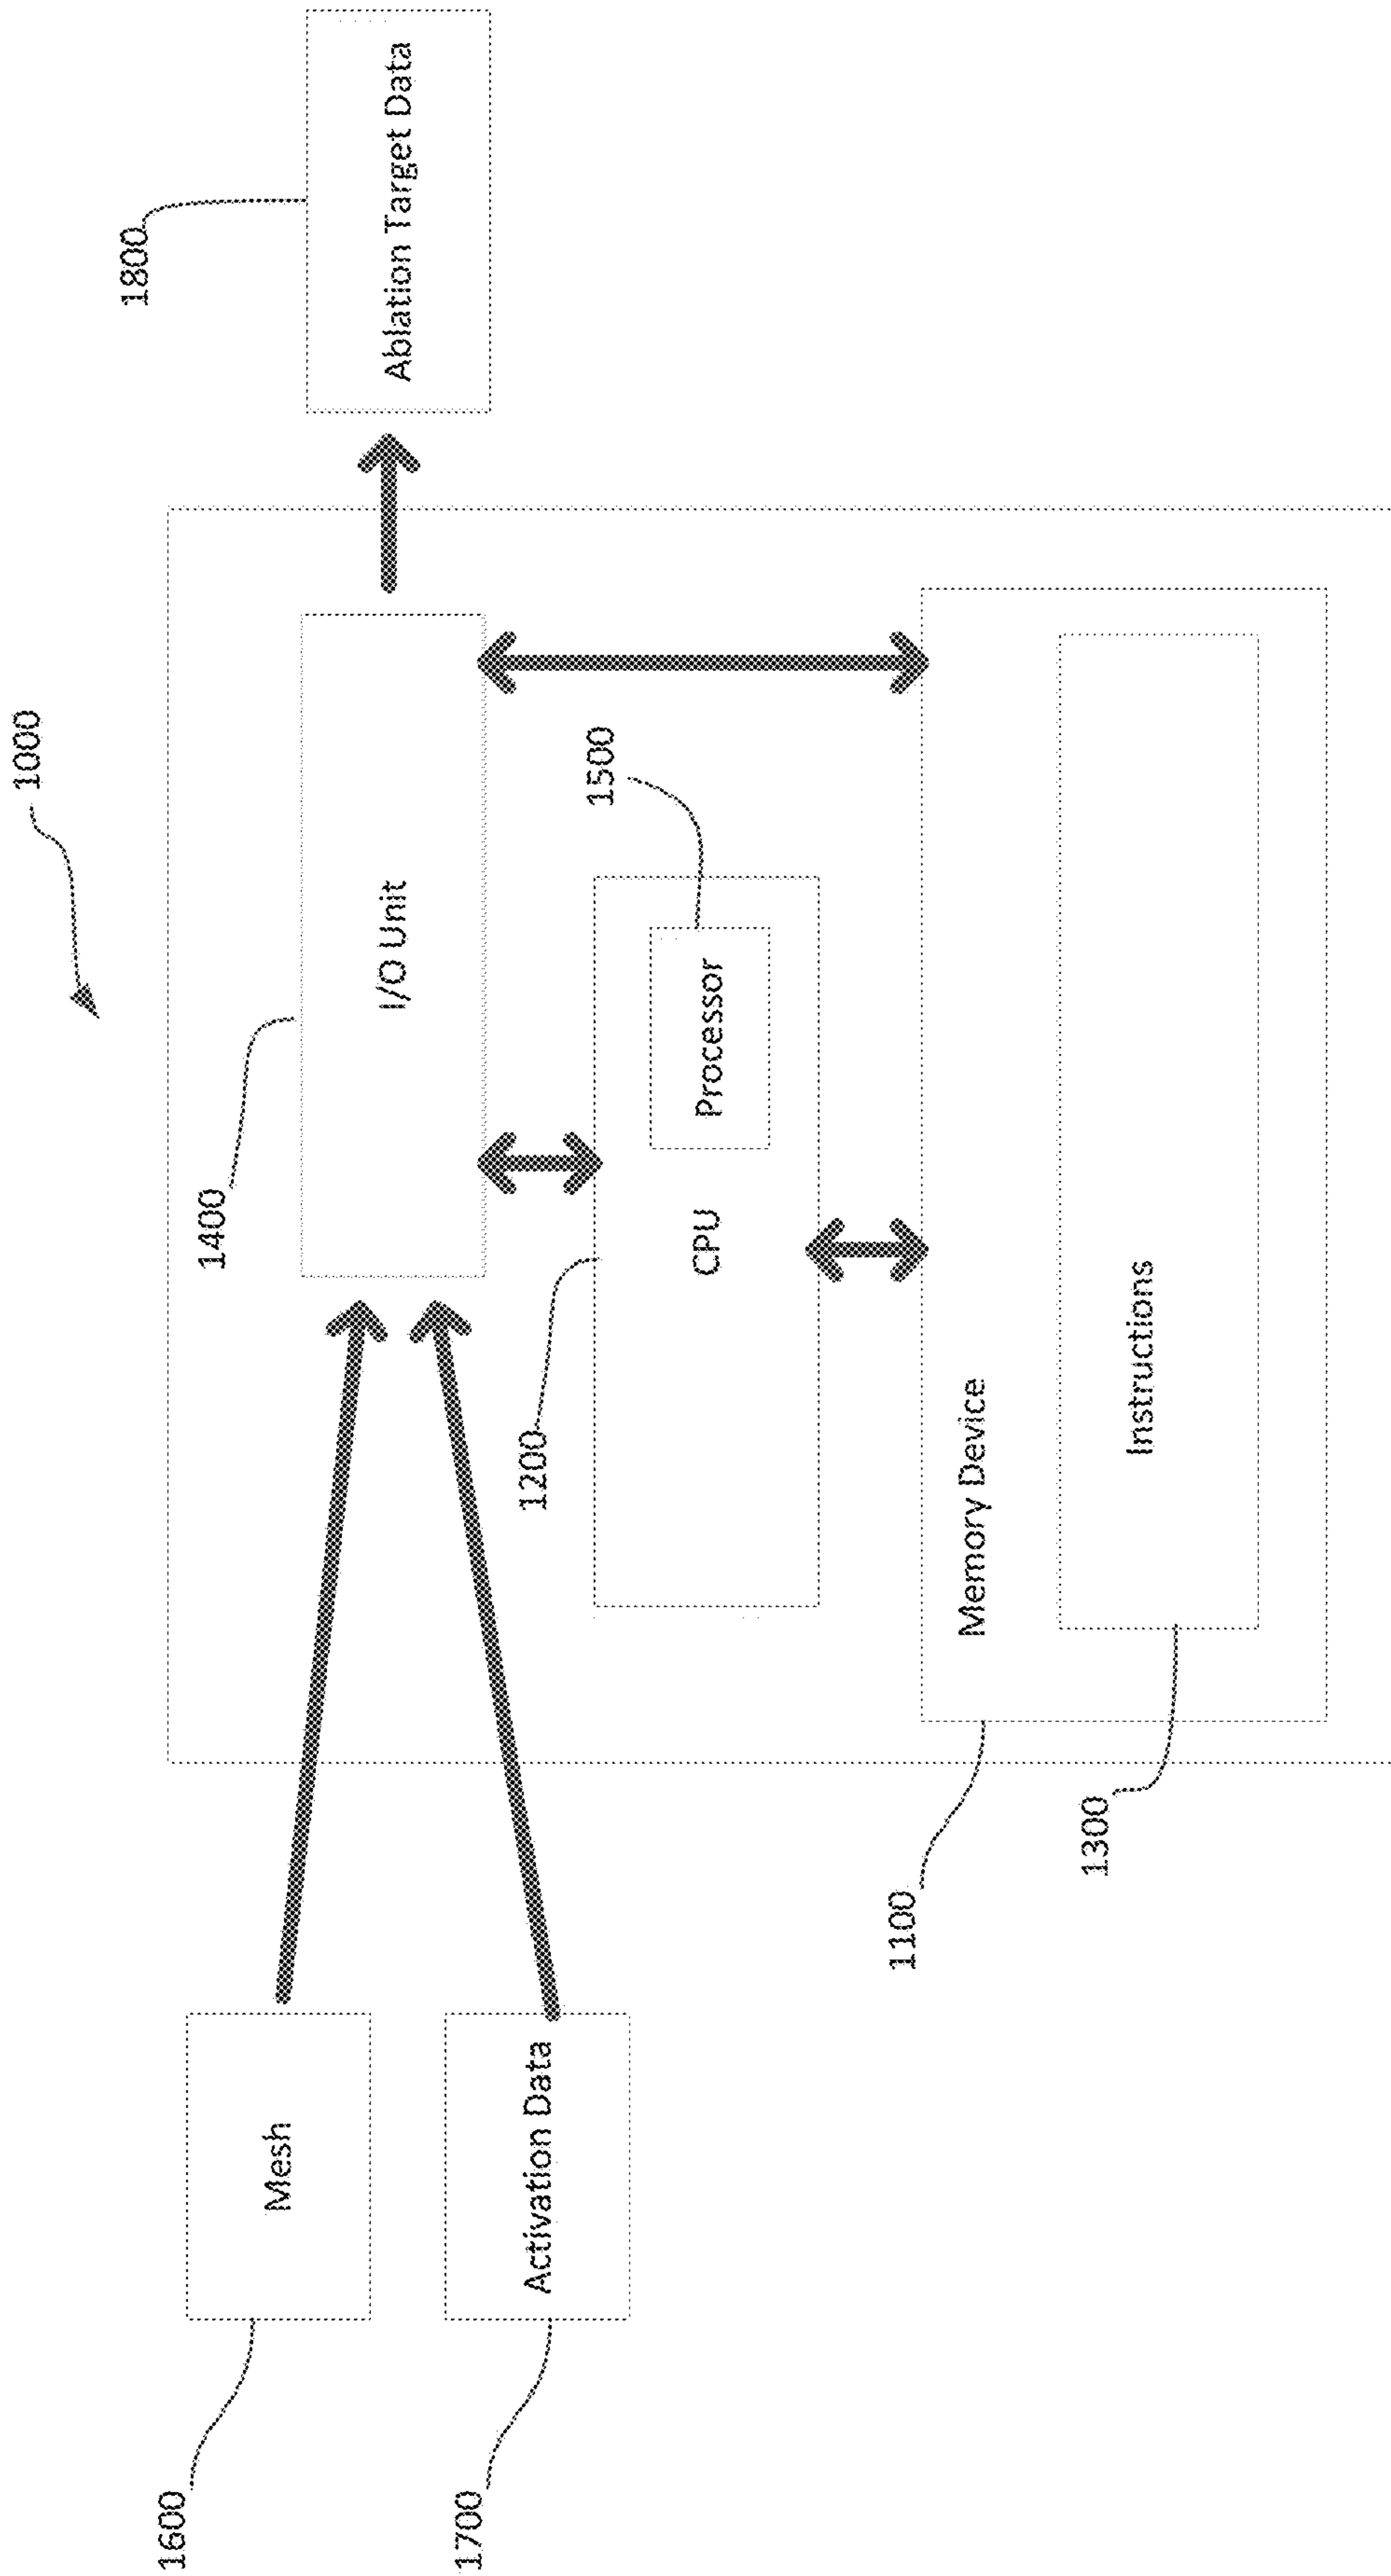 1000
1800
Ablation Target Data
1400
I/O Unit
1600
Mesh
1700
Activation Data
1200
CPU
Processor
1500
1100
Memory Device
1300
Instructions